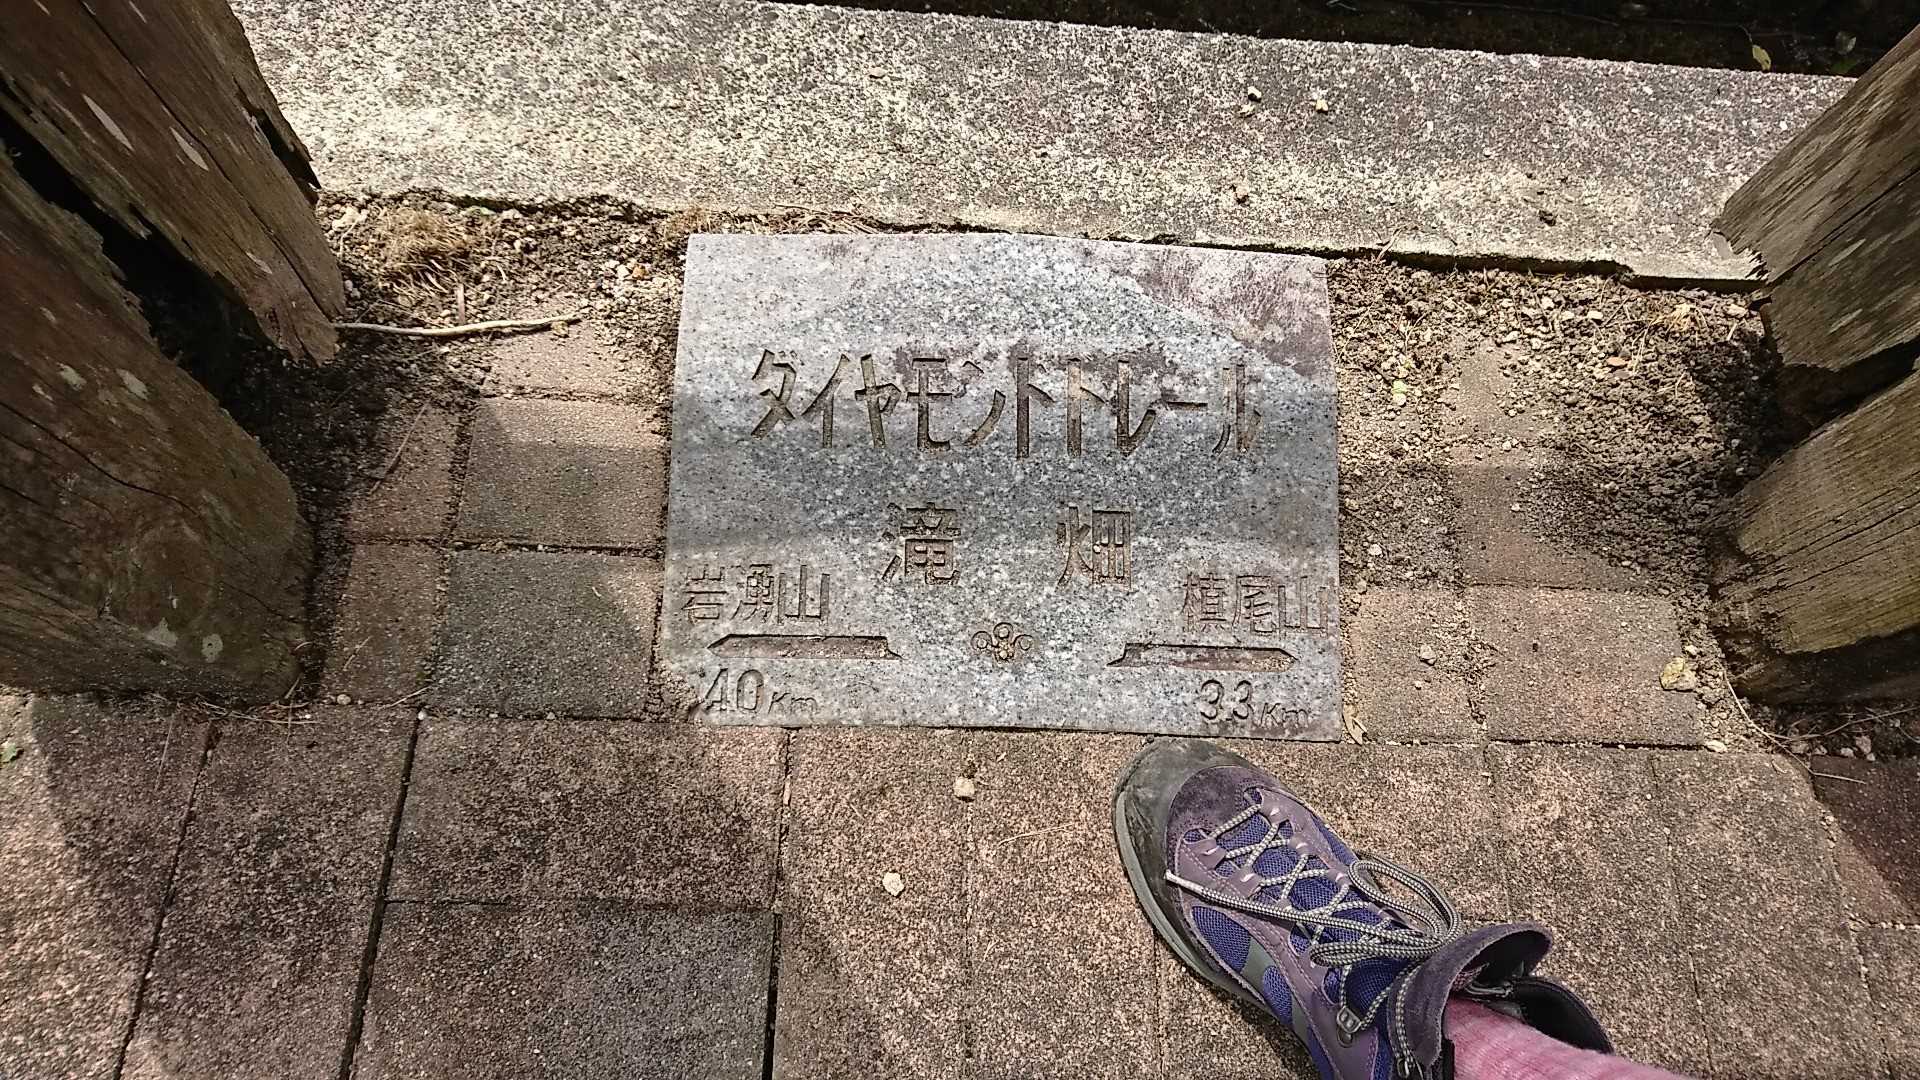 ダイヤモンドトレール
滝 畑
岩湧山 槙尾山
4.0Km 3.3Km